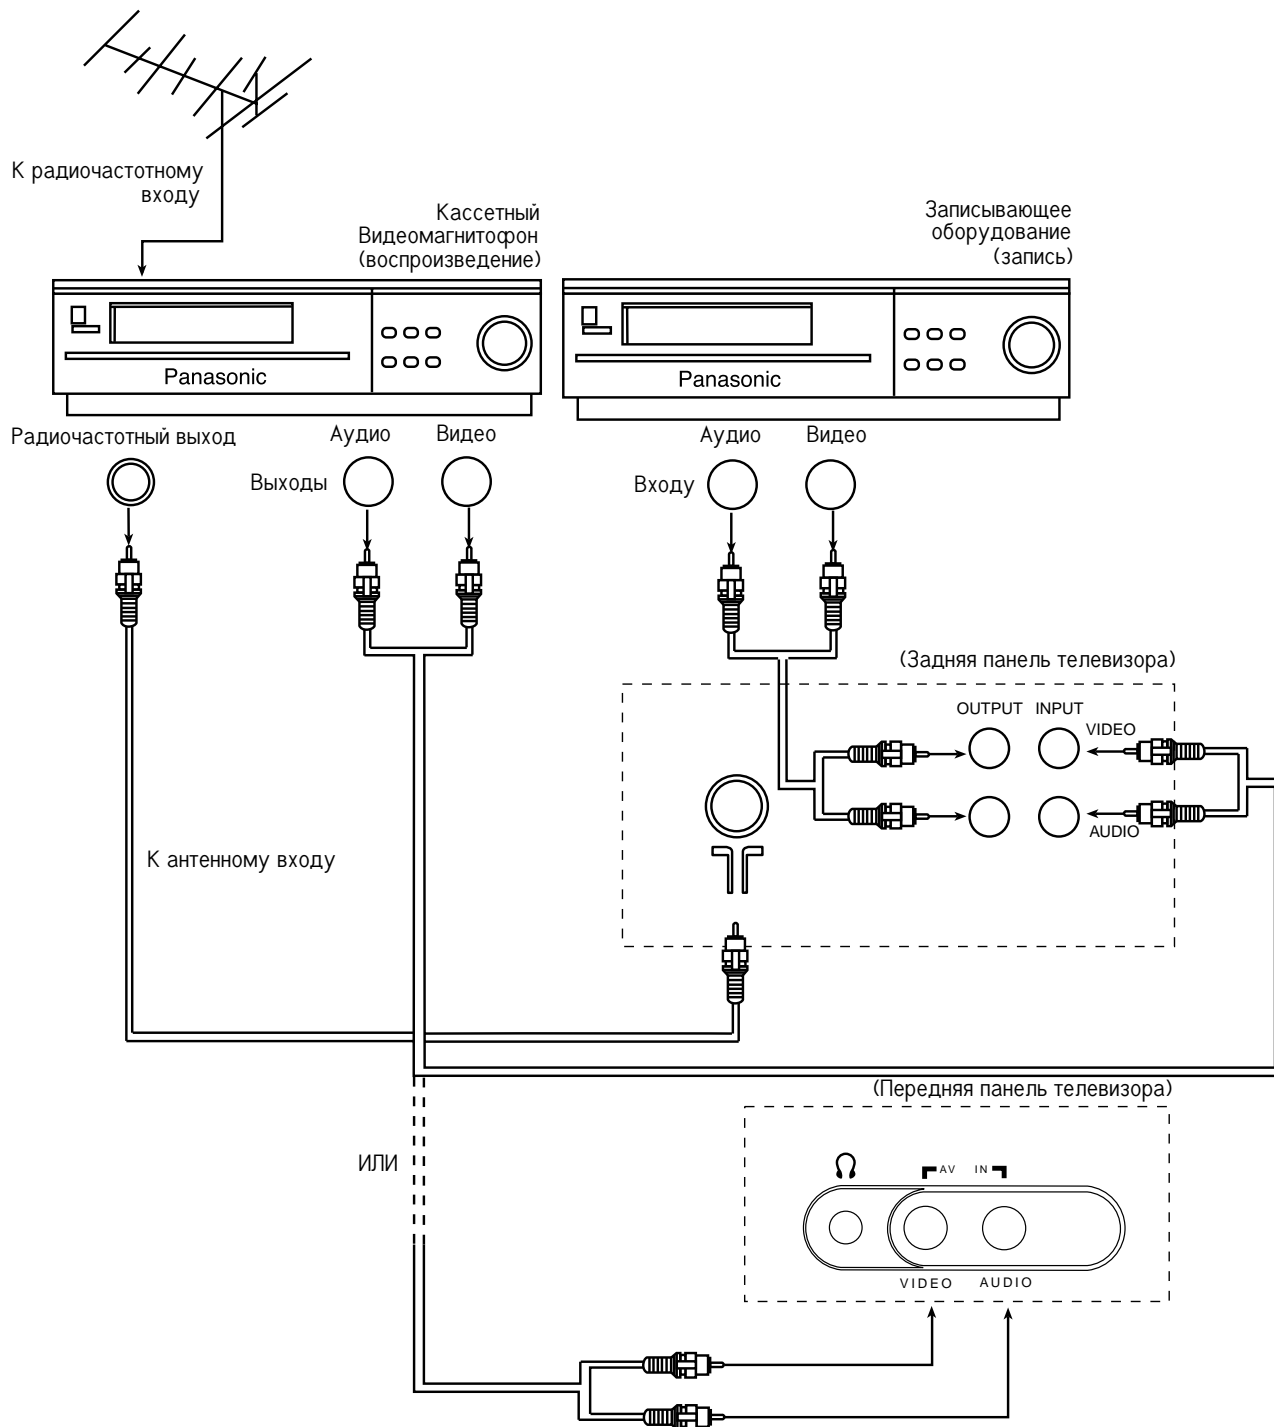 К радиочастотному
входу
Кассетный
Видеомагнитофон
(воспроизведение)
Записывающее
оборудование
(запись)
Panasonic
Panasonic
Радиочастотный выход
Аудио
Видео
Выходы
Аудио
Видео
Входу
(Задняя панель телевизора)
OUTPUT
INPUT
VIDEO
AUDIO
К антенному входу
(Передняя панель телевизора)
ИЛИ
AV
IN
VIDEO
AUDIO